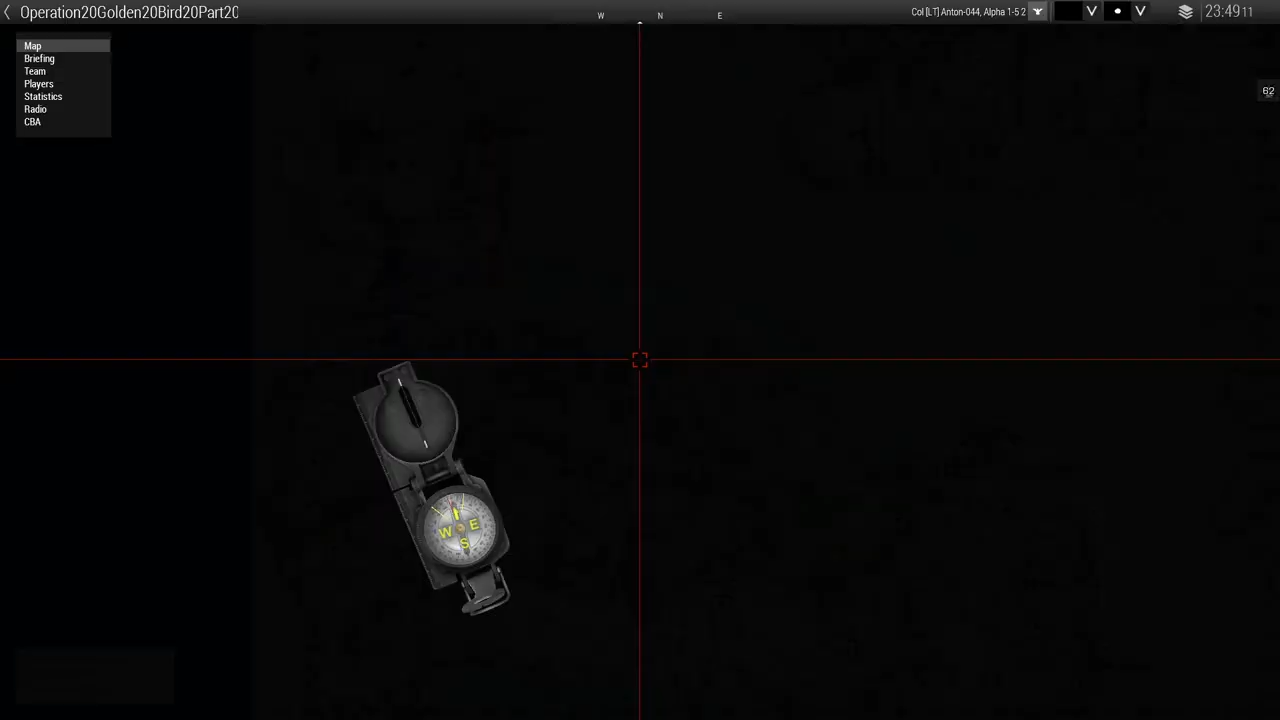 Operation20Golden20Bird20Part20
W N E
Col [LT] Anton-044, Alpha 1-5 2
23:49 11
Map
Briefing
Team
Players
Statistics
Radio
CBA
62
W E
S